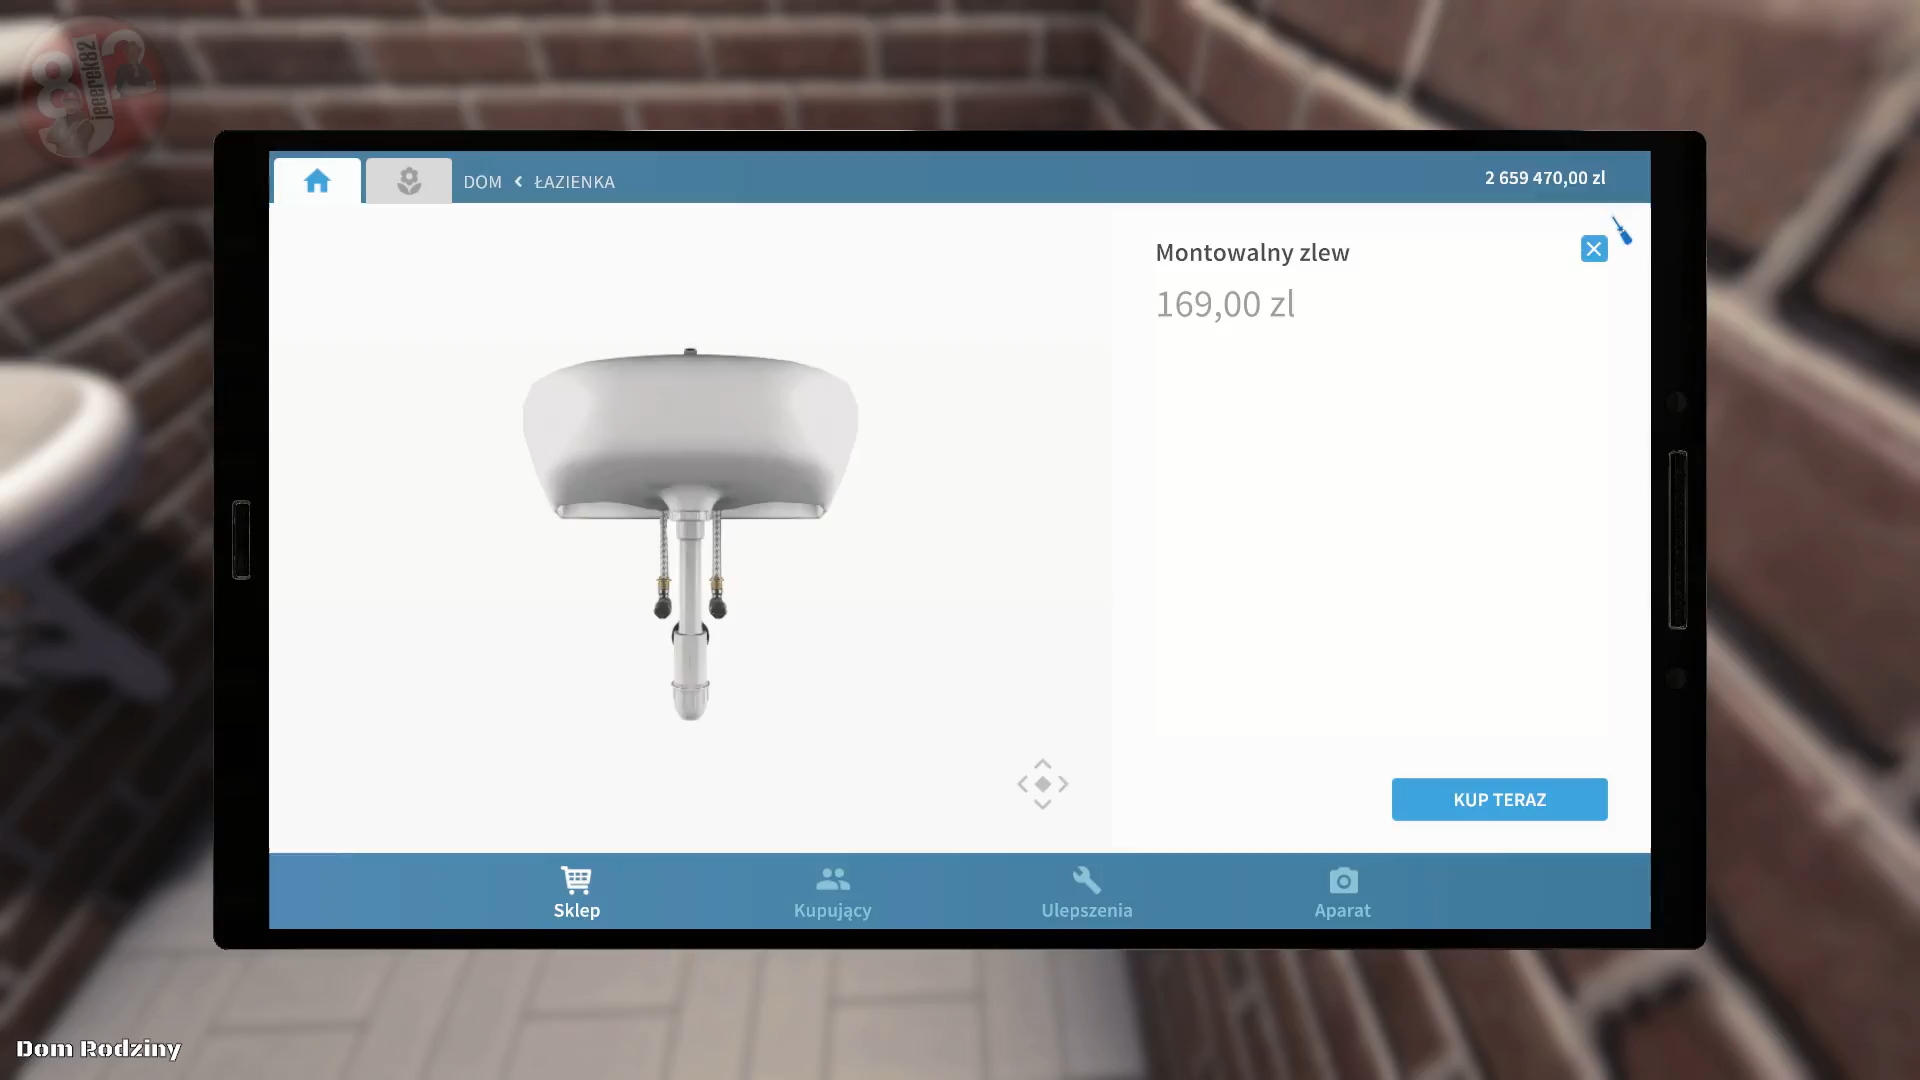 jeeerek82
DOM < ŁAZIENKA
2 659 470,00 zl
Montowalny zlew
169,00 zl
KUP TERAZ
Sklep
Kupujący
Ulepszenia
Aparat
Dom Rodziny